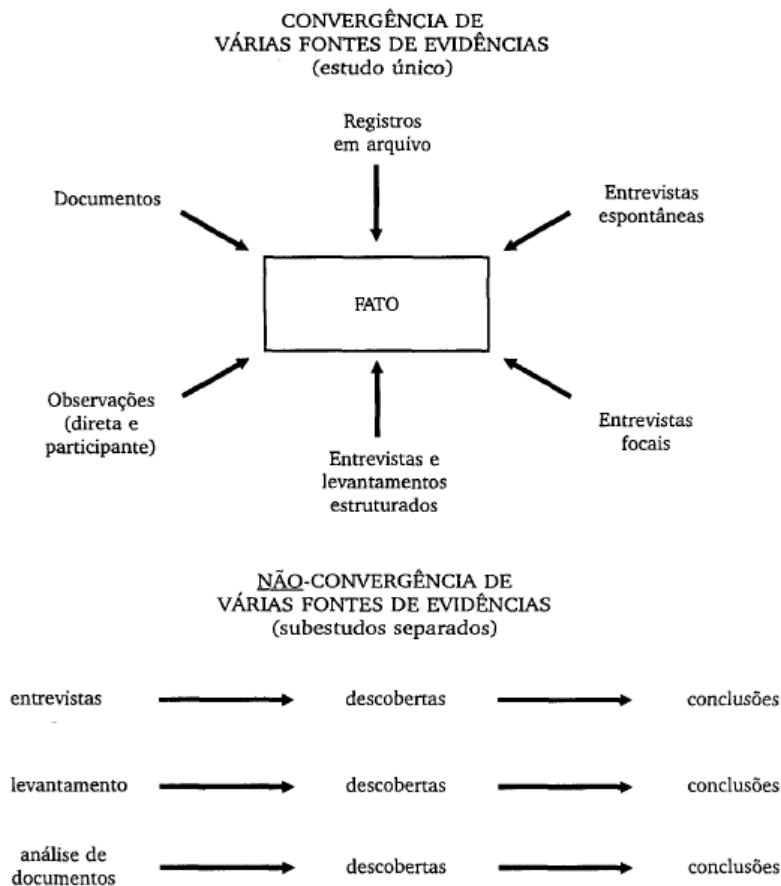 CONVERGÊNCIA DE
VÁRIAS FONTES DE EVIDÊNCIAS
(estudo único)
Registros
em arquivo
Documentos
Entrevistas
espontâneas
FATO
Observações
(direta e
participante)
Entrevistas e
levantamentos
estruturados
Entrevistas
focais
NÃO-CONVERGÊNCIA DE
VÁRIAS FONTES DE EVIDÊNCIAS
(subestudos separados)
entrevistas descobertas conclusões
levantamento descobertas conclusões
análise de
documentos descobertas conclusões